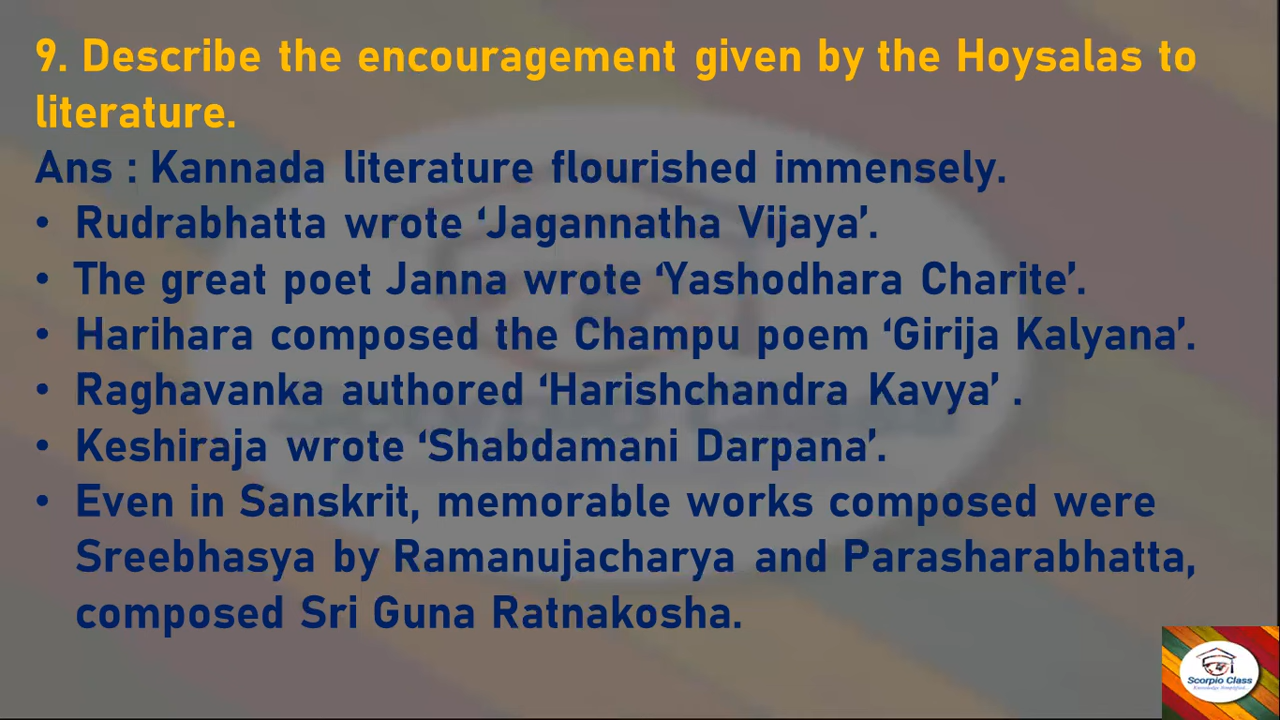 9. Describe the encouragement given by the Hoysalas to
literature.
Ans : Kannada literature flourished immensely.
• Rudrabhatta wrote ‘Jagannatha Vijaya’.
• The great poet Janna wrote ‘Yashodhara Charite’.
• Harihara composed the Champu poem ‘Girija Kalyana’.
• Raghavanka authored ‘Harishchandra Kavya’ .
• Keshiraja wrote ‘Shabdamani Darpana’.
• Even in Sanskrit, memorable works composed were
Sreebhasya by Ramanujacharya and Parasharabhatta,
composed Sri Guna Ratnakosha.
Scorpio Class